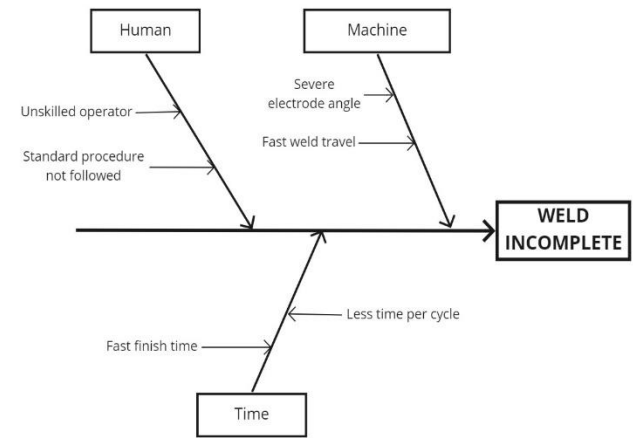 Human
Machine
Severe
electrode angle
Unskilled operator
Fast weld travel
Standard procedure
not followed
WELD
INCOMPLETE
Less time per cycle
Fast finish time
Time